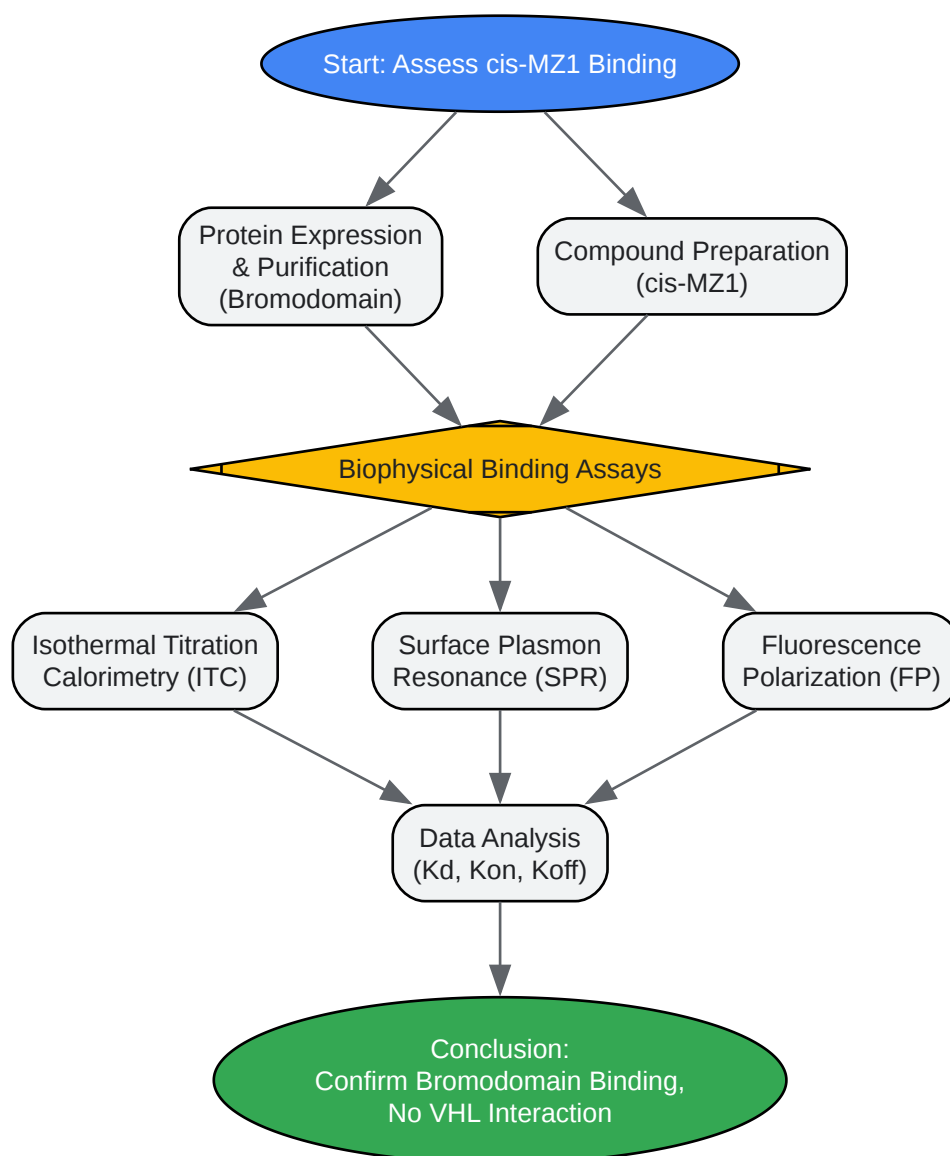 Start: Assess cis-MZ1 Binding
Protein Expression
& Purification
(Bromodomain)
Compound Preparation
(cis-MZ1)
Biophysical Binding Assays
Isothermal Titration
Calorimetry (ITC)
Surface Plasmon
Resonance (SPR)
Fluorescence
Polarization (FP)
Data Analysis
(Kd, Kon, Koff)
Conclusion:
Confirm Bromodomain Binding,
No VHL Interaction